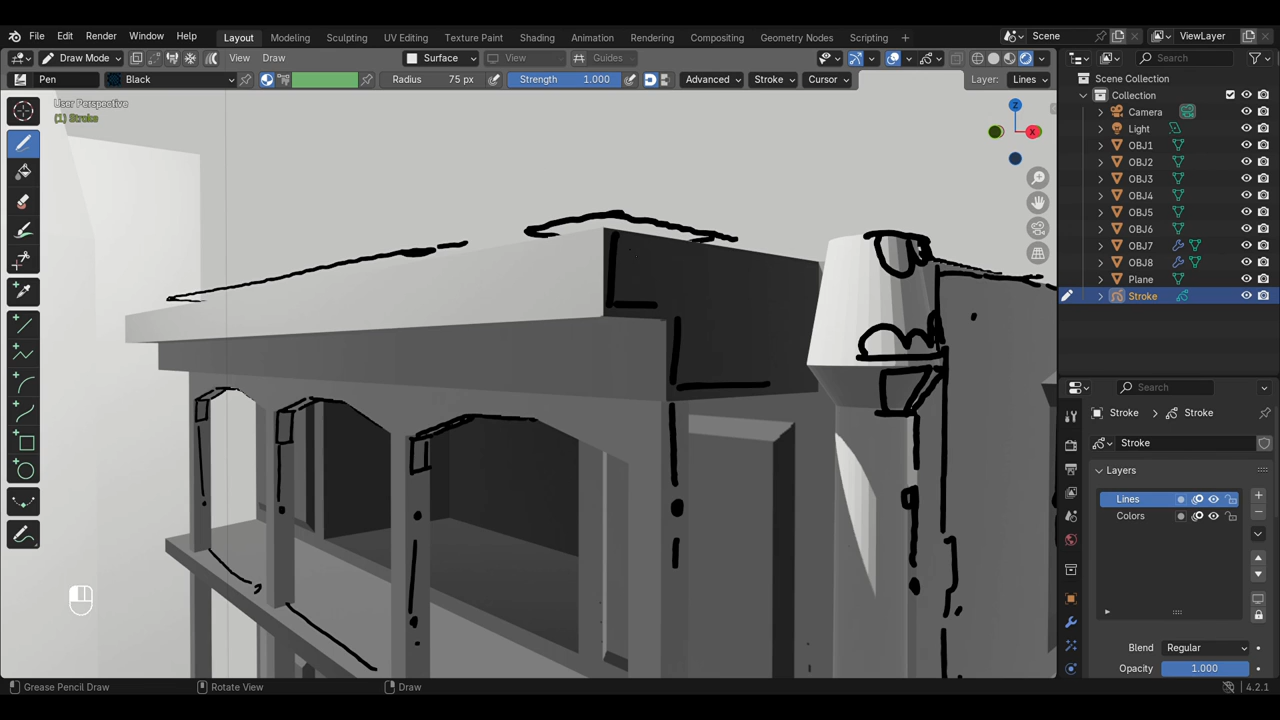 File Edit Render Window Help Layout Modeling Sculpting UV Editing Texture Paint Shading Animation Rendering Compositing Geometry Nodes Scripting Scene ViewLayer
Draw Mode View Draw Surface View Guides Search
Pen Black Radius 75 px Strength 1.000 Advanced Stroke Cursor Layer: Lines
User Perspective
(1) Stroke
Z
X
Scene Collection
Collection
Camera
Light
OBJ1
OBJ2
OBJ3
OBJ4
OBJ5
OBJ6
OBJ7
OBJ8
Plane
Stroke
Search
Stroke > Stroke
Stroke
Layers
Lines
Colors
Blend Regular
Opacity 1.000
Grease Pencil Draw Rotate View Draw 4.2.1